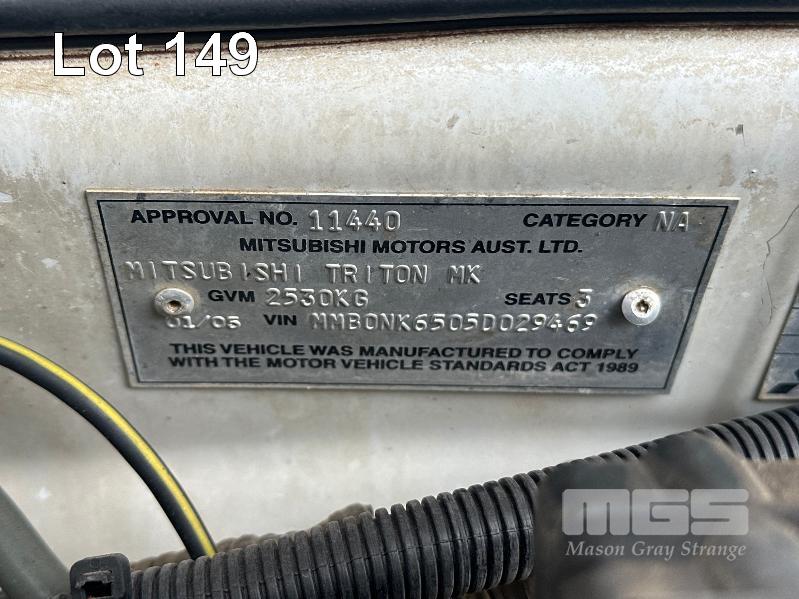 Lot 149
APPROVAL NO. 11440 CATEGORY NA
MITSUBISHI MOTORS AUST. LTD.
MITSUBISHI TRITON MK
GVM 2530KG SEATS 3
01/05 VIN MMB0NK6505D029469
THIS VEHICLE WAS MANUFACTURED TO COMPLY
WITH THE MOTOR VEHICLE STANDARDS ACT 1989
MGS
Mason Gray Strange